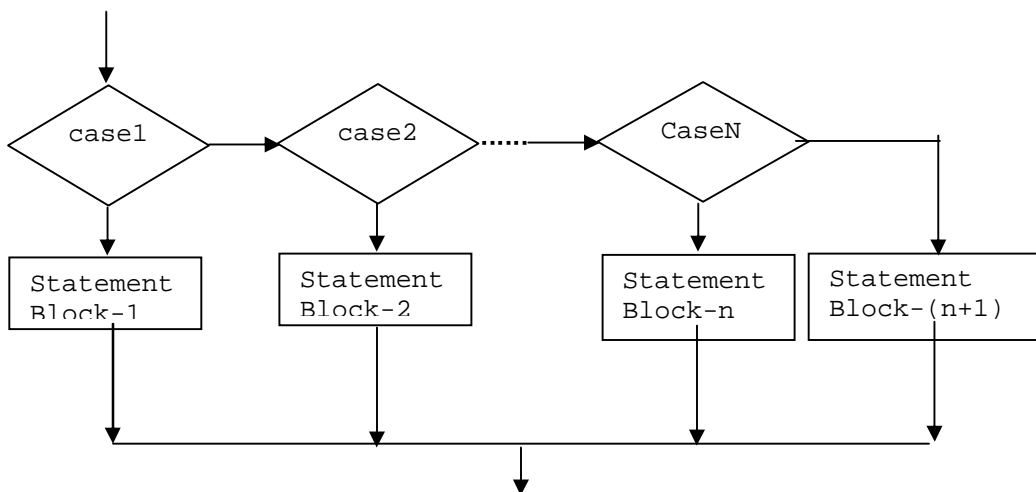 case1
case2
CaseN
Statement
Block-1
Statement
Block-2
Statement
Block-n
Statement
Block-(n+1)